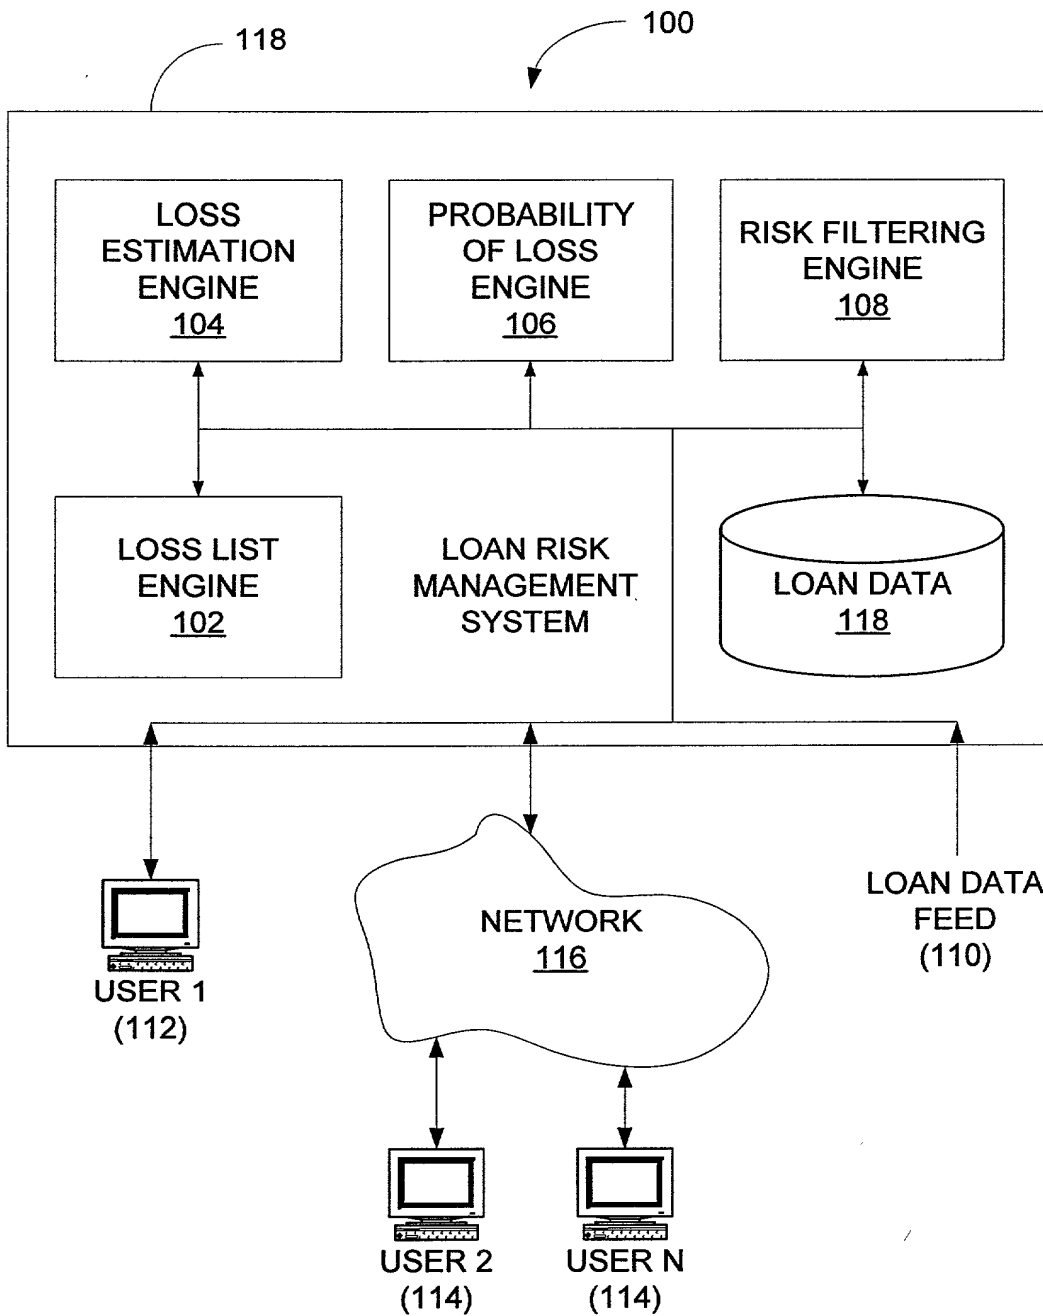 118
100
LOSS
ESTIMATION
ENGINE
104
PROBABILITY
OF LOSS
ENGINE
106
RISK FILTERING
ENGINE
108
LOSS LIST
ENGINE
102
LOAN RISK
MANAGEMENT
SYSTEM
LOAN DATA
118
USER 1
(112)
NETWORK
116
LOAN DATA
FEED
(110)
USER 2
(114)
USER N
(114)